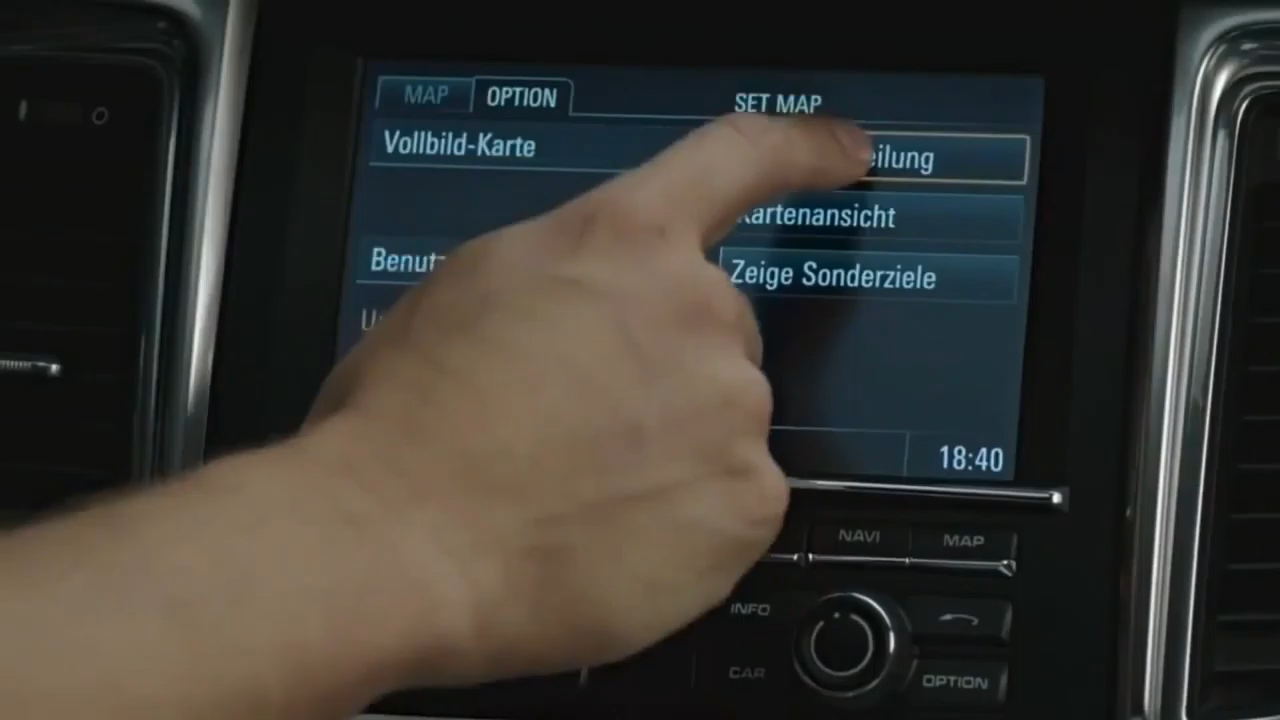 MAP OPTION SET MAP
Vollbild-Karte
eilung
Kartenansicht
Benut
Zeige Sonderziele
18:40
NAVI MAP
INFO
CAR
OPTION